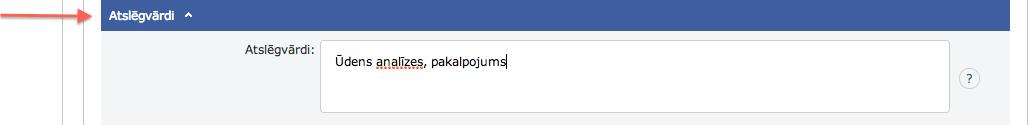 Atslēgvārdi
Atslēgvārdi: Ūdens analīzes, pakalpojums
?